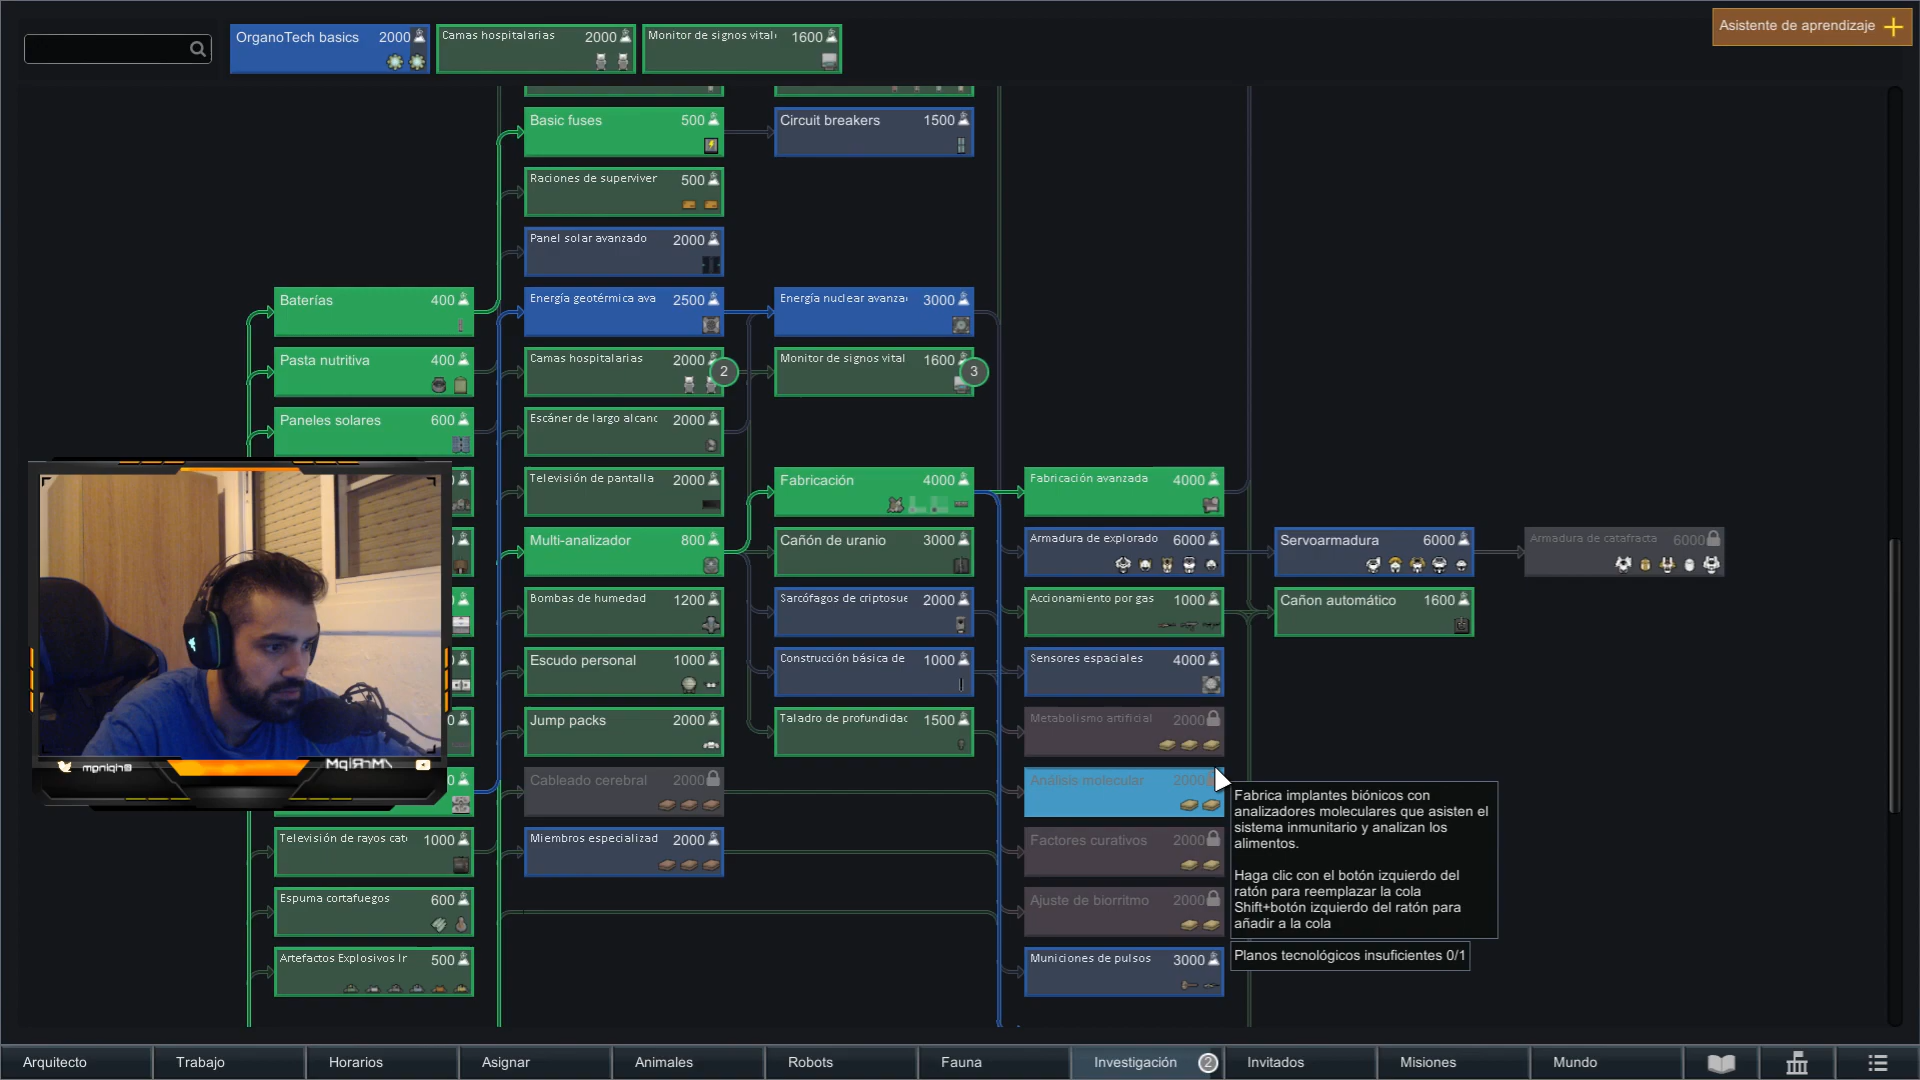 OrganoTech basics 2000
Camas hospitalarias 2000
Monitor de signos vital 1600
Asistente de aprendizaje
Basic fuses 500
Circuit breakers 1500
Raciones de superviver 500
Panel solar avanzado 2000
Baterías 400
Energía geotérmica ava 2500
Energía nuclear avanza 3000
Pasta nutritiva 400
Camas hospitalarias 2000
2
Monitor de signos vital 1600
3
Paneles solares 600
Escáner de largo alcanc 2000
Televisión de pantalla 2000
Fabricación 4000
Fabricación avanzada 4000
Multi-analizador 800
Cañón de uranio 3000
Armadura de explorado 6000
Servoarmadura 6000
Armadura de catafracta 6000
Bombas de humedad 1200
Sarcófagos de criptosue 2000
Accionamiento por gas 1000
Cañon automático 1600
Escudo personal 1000
Construcción básica de 1000
Sensores espaciales 4000
Jump packs 2000
Taladro de profundidad 1500
Metabolismo artificial 2000
Cableado cerebral 2000
Análisis molecular 2000
Fabrica implantes biónicos con
analizadores moleculares que asisten el
sistema inmunitario y analizan los
alimentos.
Haga clic con el botón izquierdo del
ratón para reemplazar la cola
Shift+botón izquierdo del ratón para
añadir a la cola
Planos tecnológicos insuficientes 0/1
Televisión de rayos cat 1000
Miembros especializad 2000
Factores curativos 2000
Espuma cortafuegos 600
Ajuste de biorritmo 2000
Artefactos Explosivos Ir 500
Municiones de pulsos 3000
Arquitecto
Trabajo
Horarios
Asignar
Animales
Robots
Fauna
Investigación 2
Invitados
Misiones
Mundo